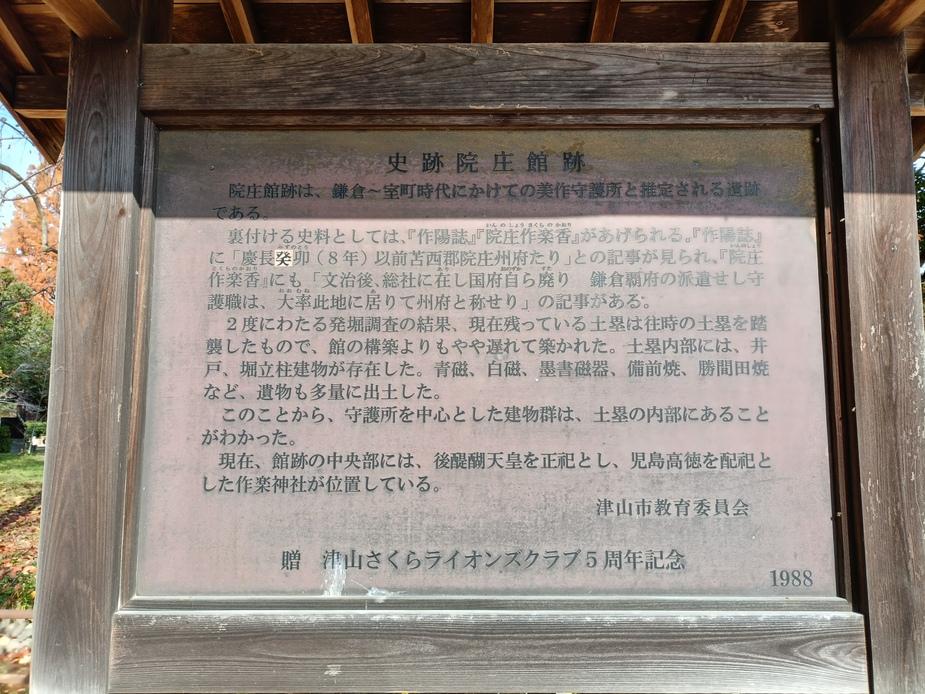 史跡院庄館跡
院庄館跡は、鎌倉～室町時代にかけての美作守護所と推定される遺跡
である。
裏付ける史料としては、『作陽誌』『院庄作楽香』があげられる。『作陽誌』
に「慶長癸卯（8年）以前苫西郡院庄州府たり」との記事が見られ、『院庄
作楽香』にも「文治後、総社に在し国府自ら廃り　鎌倉覇府の派遣せし守
護職は、大率此地に居りて州府と称せり」の記事がある。
2度にわたる発堀調査の結果、現在残っている土塁は往時の土塁を踏
襲したもので、館の構築よりもやや遅れて築かれた。土塁内部には、井
戸、堀立柱建物が存在した。青磁、白磁、墨書磁器、備前焼、勝間田焼
など、遺物も多量に出土した。
このことから、守護所を中心とした建物群は、土塁の内部にあること
がわかった。
現在、館跡の中央部には、後醍醐天皇を正祀とし、児島高徳を配祀と
した作楽神社が位置している。
津山市教育委員会
贈　津山さくらライオンズクラブ5周年記念
1988